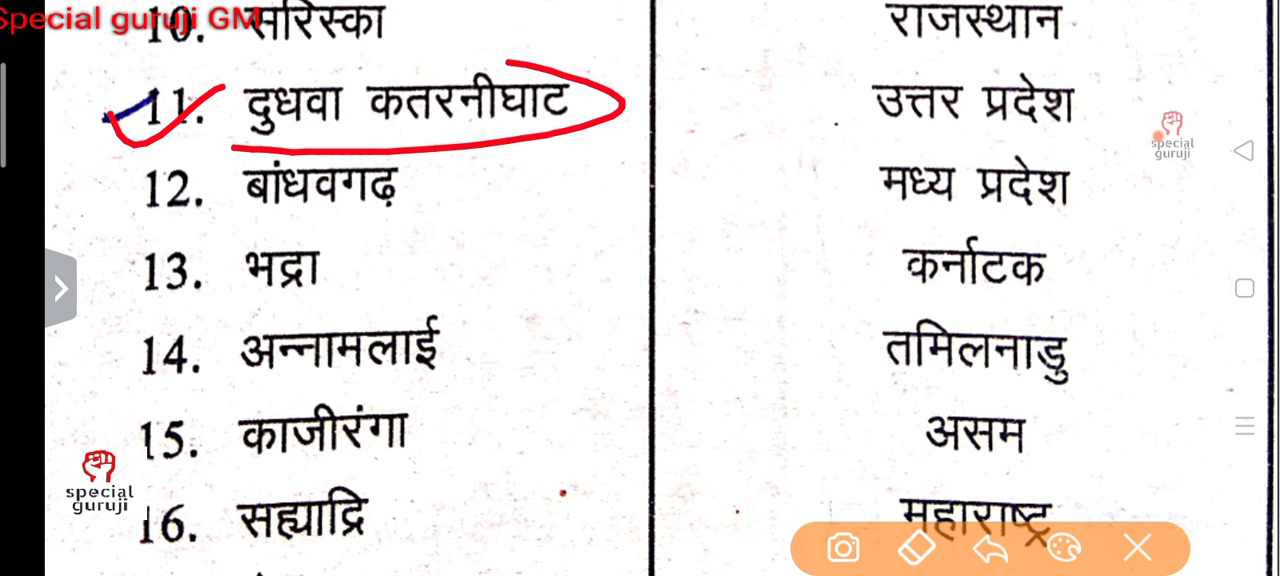 Special guruji GM
10. सरिस्का राजस्थान
11. दुधवा कतरनीघाट उत्तर प्रदेश
special
guruji
12. बांधवगढ़ मध्य प्रदेश
13. भद्रा कर्नाटक
14. अन्नामलाई तमिलनाडु
15. काजीरंगा असम
special
guruji
16. सह्याद्रि महाराष्ट्र